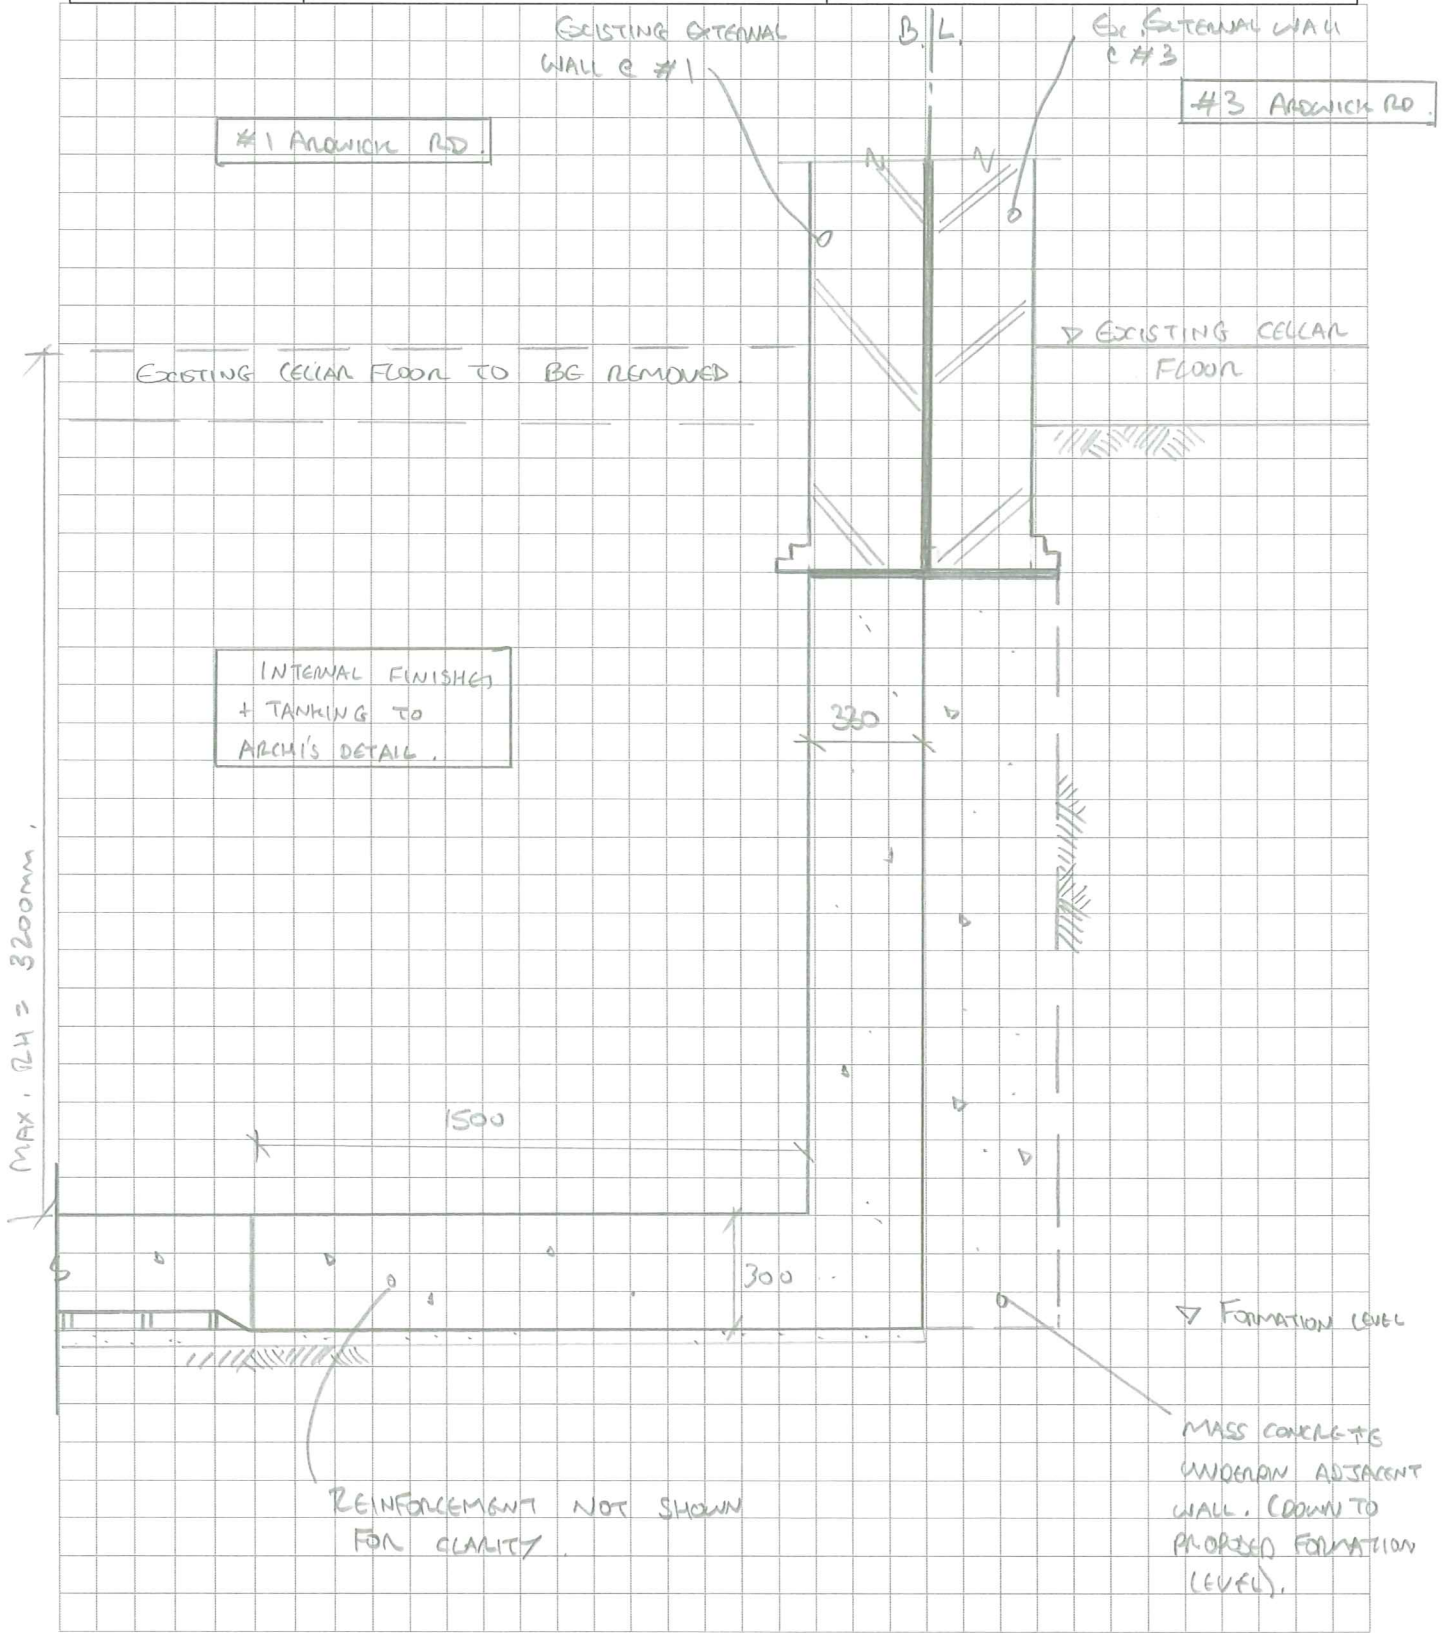 EXISTING EXTERNAL
WALL @ #1
B. L.
EX. EXTERNAL WALL
@ #3
#3 ARDWICK RD.
#1 ARDWICK RD.
EXISTING CELLAR
FLOOR
EXISTING CELLAR FLOOR TO BE REMOVED
INTERNAL FINISHES
+ TANKING TO
ARCHI'S DETAIL.
330
MAX. RH = 3200mm.
1500
300
FORMATION LEVEL
MASS CONCRETE
UNDERPIN ADJACENT
WALL. (DOWN TO
PROPOSED FORMATION
LEVEL).
REINFORCEMENT NOT SHOWN
FOR CLARITY.